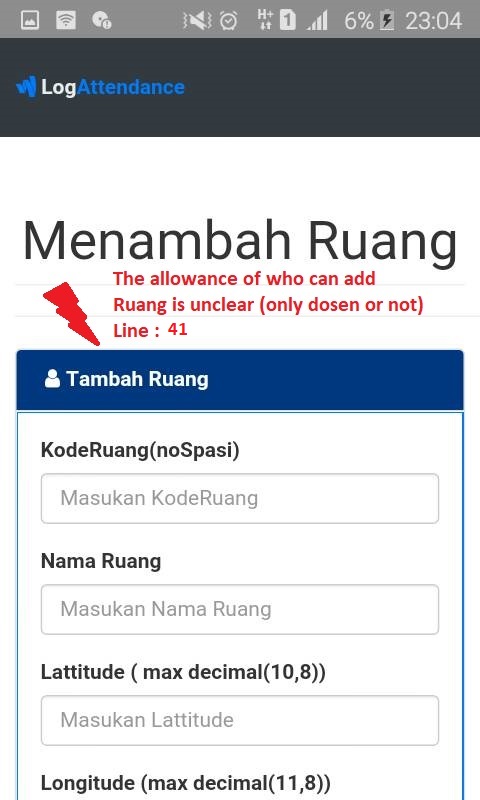 H+ 1 6% 23:04
LogAttendance
Menambah Ruang
The allowance of who can add
Ruang is unclear (only dosen or not)
Line : 41
Tambah Ruang
KodeRuang(noSpasi)
Masukan KodeRuang
Nama Ruang
Masukan Nama Ruang
Lattitude ( max decimal(10,8))
Masukan Lattitude
Longitude (max decimal(11,8))